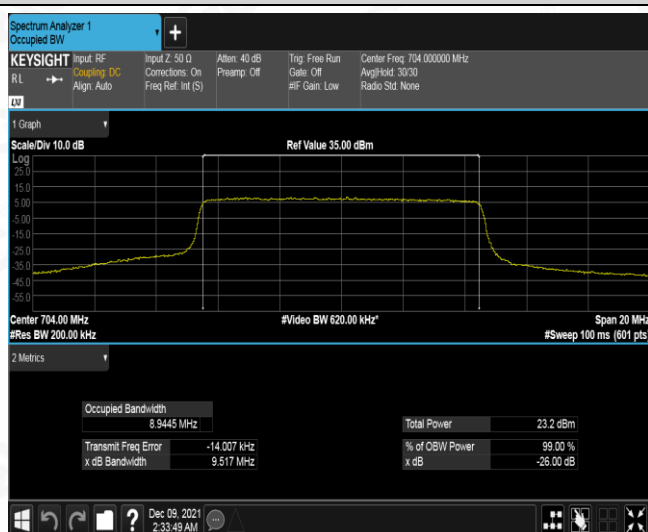 Spectrum Analyzer 1
Occupied BW
+
KEYSIGHT
RL
LXI
Input: RF
Coupling: DC
Align: Auto
Input Z: 50 Ω
Corrections: On
Freq Ref: Int (S)
Atten: 40 dB
Preamp: Off
Trig: Free Run
Gate: Off
#IF Gain: Low
Center Freq: 704.000000 MHz
Avg|Hold: 30/30
Radio Std: None
1 Graph
Scale/Div 10.0 dB
Ref Value 35.00 dBm
Log
25.0
15.0
5.00
-5.00
-15.0
-25.0
-35.0
-45.0
-55.0
Center 704.00 MHz
#Video BW 620.00 kHz*
Span 20 MHz
#Res BW 200.00 kHz
#Sweep 100 ms (601 pts)
2 Metrics
Occupied Bandwidth
8.9445 MHz
Total Power 23.2 dBm
Transmit Freq Error -14.007 kHz
% of OBW Power 99.00 %
x dB Bandwidth 9.517 MHz
x dB -26.00 dB
?
Dec 09, 2021
2:33:49 AM